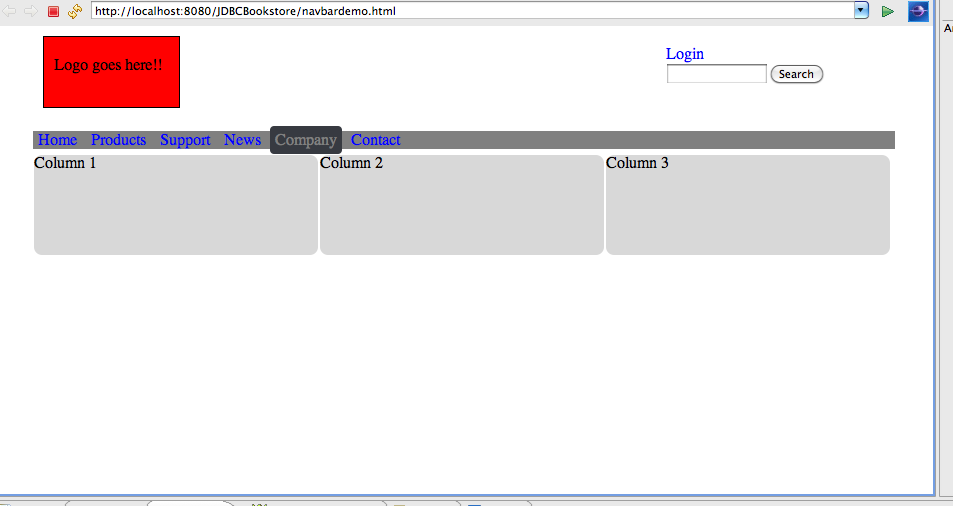 http://localhost:8080/JDBCBookstore/navbardemo.html
Logo goes here!!
Login
Search
Home Products Support News Company Contact
Column 1 Column 2 Column 3